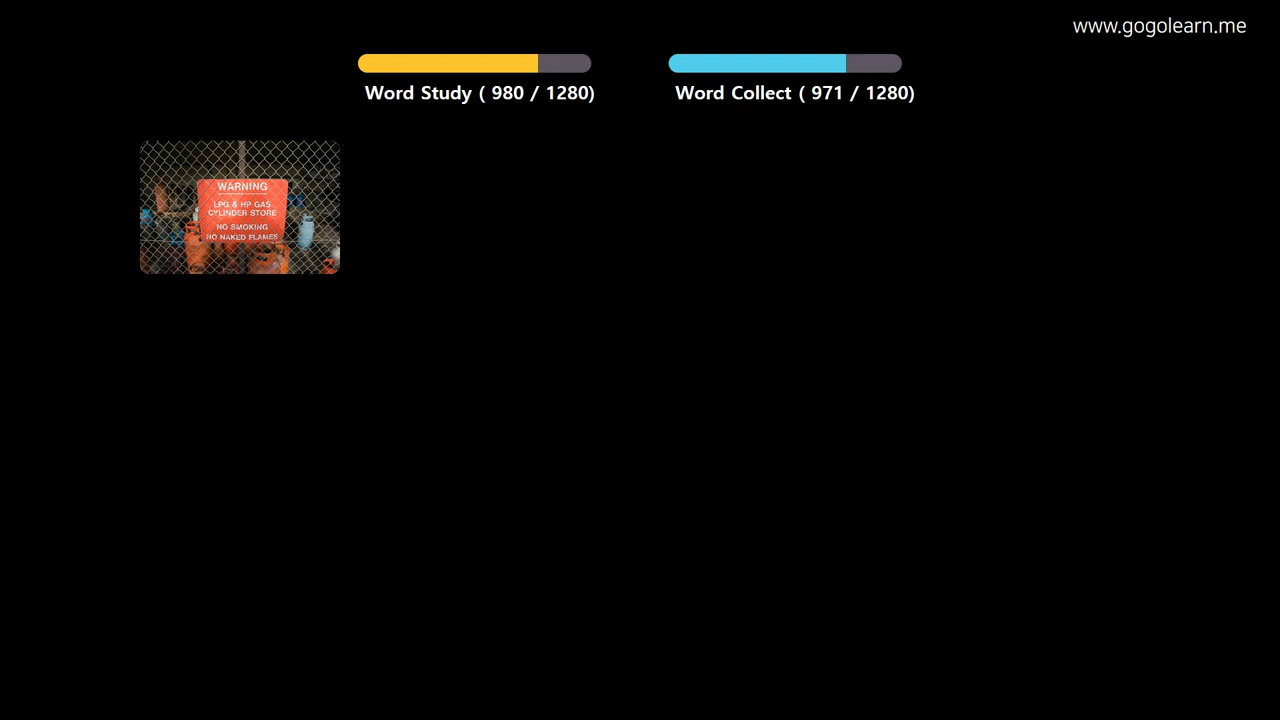 www.gogolearn.me
Word Study ( 980 / 1280)
Word Collect ( 971 / 1280)
WARNING
LPG & HP GAS
CYLINDER STORE
NO SMOKING
NO NAKED FLAMES